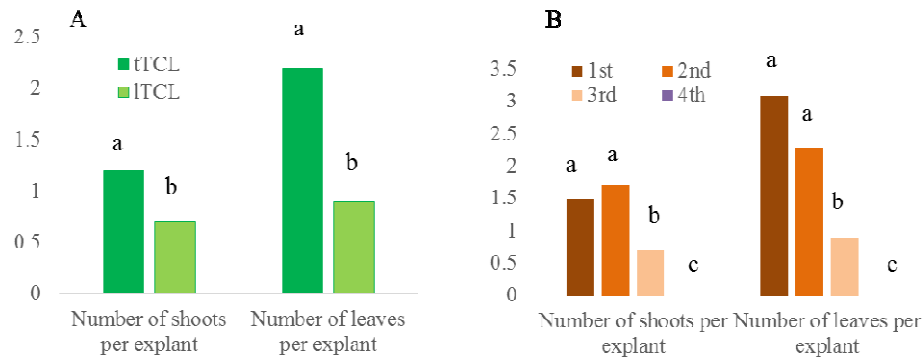 A
2.5
2
1.5
1
0.5
0
tTCL
lTCL
a
b
a
b
Number of shoots
per explant
Number of leaves
per explant
B
3.5
3
2.5
2
1.5
1
0.5
0
1st
2nd
3rd
4th
a
a
b
c
a
a
b
c
Number of shoots per
explant
Number of leaves per
explant